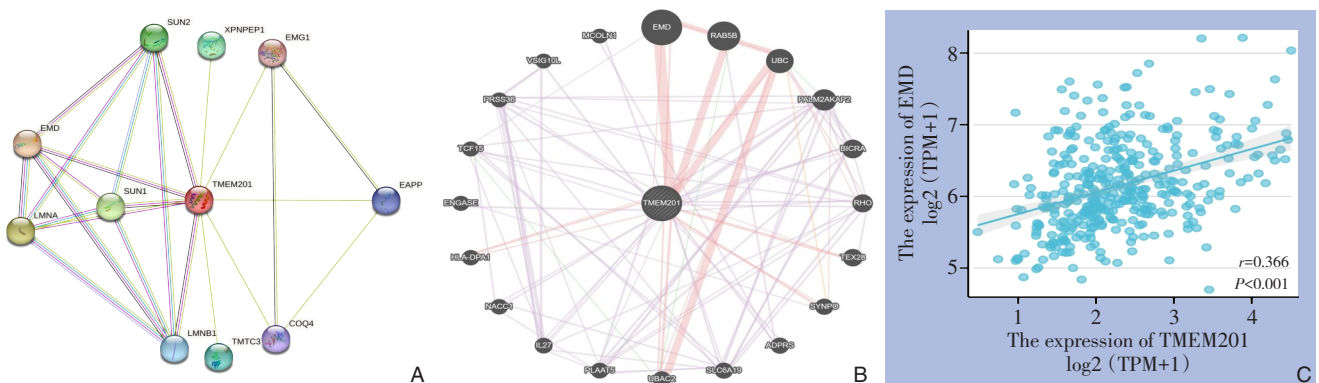 SUN2
XPNPEP1
EMG1
EMD
SUN1
TMEM201
EAPP
LMNA
LMNB1
TMTC3
COQ4
A
EMD
RAB5B
UBC
MCOLN1
VSIG10L
PRSS36
PALM2AKAP2
TCF15
BICRA
ENGASE
TMEM201
RHO
HLA-DPA1
TEX28
NACC1
SYNPO
IL27
ADPRS
PLAAT5
UBAC2
SLC6A19
B
The expression of EMD
log2（TPM+1）
8
7
6
5
r=0.366
P<0.001
1 2 3 4
The expression of TMEM201
log2（TPM+1）
C